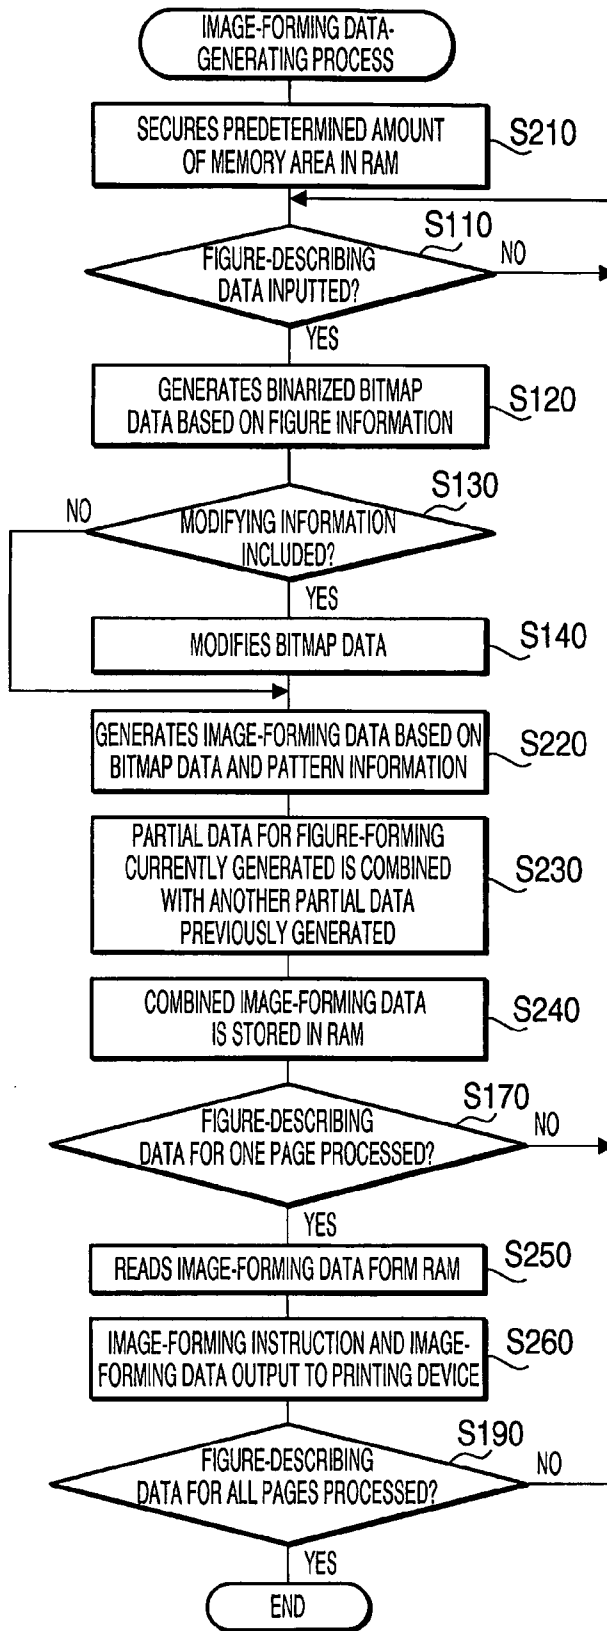 IMAGE-FORMING DATA-
GENERATING PROCESS
SECURES PREDETERMINED AMOUNT
OF MEMORY AREA IN RAM
S210
S110
FIGURE-DESCRIBING
DATA INPUTTED?
NO
YES
GENERATES BINARIZED BITMAP
DATA BASED ON FIGURE INFORMATION
S120
S130
NO
MODIFYING INFORMATION
INCLUDED?
YES
MODIFIES BITMAP DATA
S140
GENERATES IMAGE-FORMING DATA BASED ON
BITMAP DATA AND PATTERN INFORMATION
S220
PARTIAL DATA FOR FIGURE-FORMING
CURRENTLY GENERATED IS COMBINED
WITH ANOTHER PARTIAL DATA
PREVIOUSLY GENERATED
S230
COMBINED IMAGE-FORMING DATA
IS STORED IN RAM
S240
S170
FIGURE-DESCRIBING
DATA FOR ONE PAGE PROCESSED?
NO
YES
READS IMAGE-FORMING DATA FORM RAM
S250
IMAGE-FORMING INSTRUCTION AND IMAGE-
FORMING DATA OUTPUT TO PRINTING DEVICE
S260
S190
FIGURE-DESCRIBING
DATA FOR ALL PAGES PROCESSED?
NO
YES
END